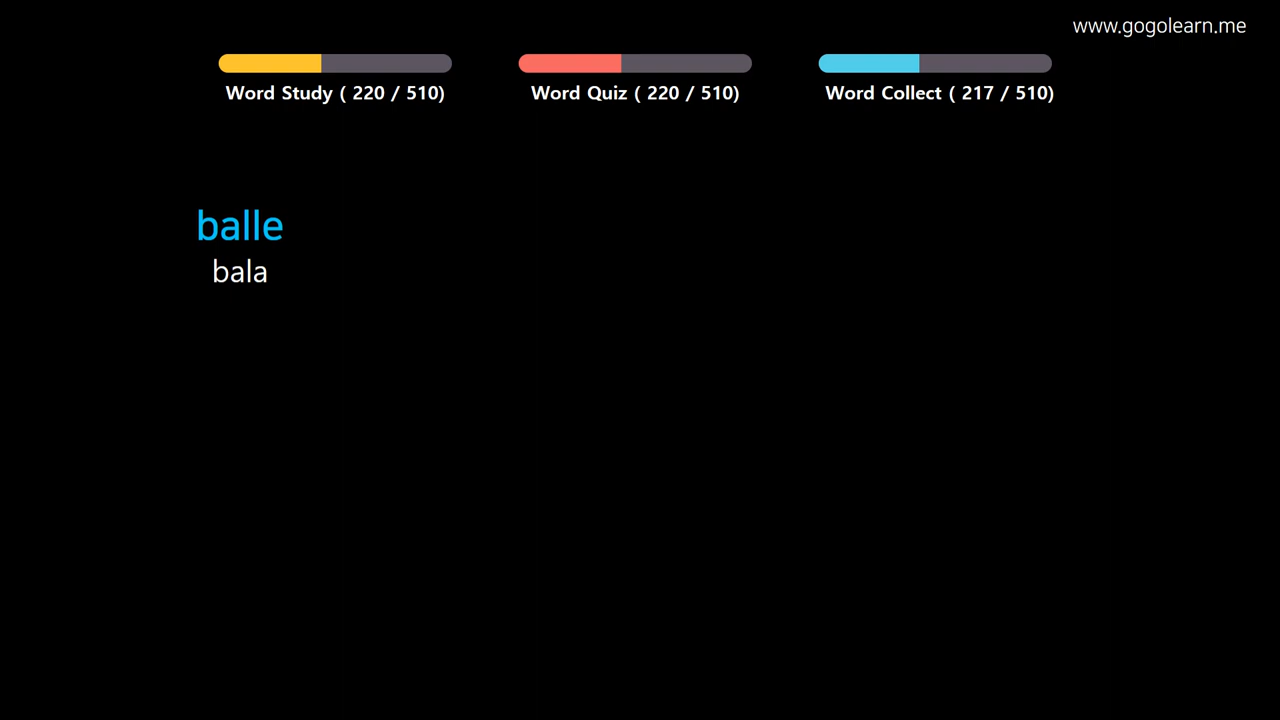 www.gogolearn.me
Word Study ( 220 / 510)
Word Quiz ( 220 / 510)
Word Collect ( 217 / 510)
balle
bala